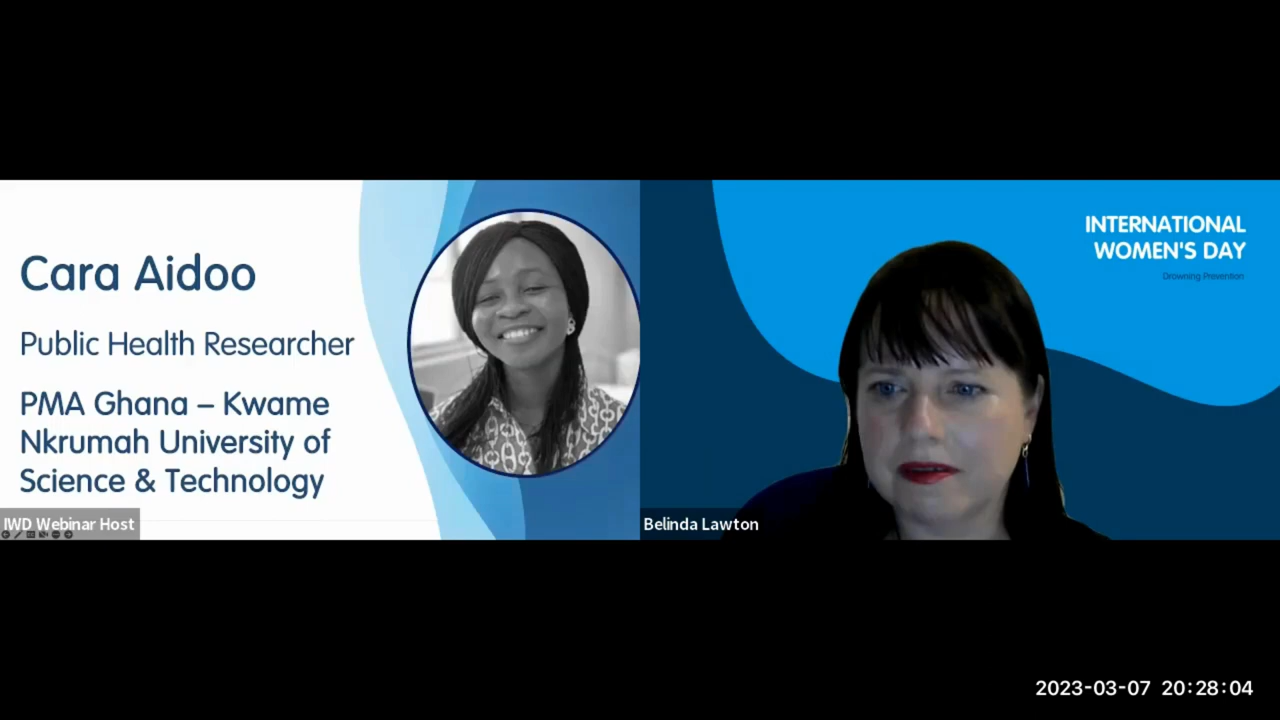 Cara Aidoo
Public Health Researcher
PMA Ghana – Kwame
Nkrumah University of
Science & Technology
IWD Webinar Host
INTERNATIONAL
WOMEN'S DAY
Drowning Prevention
Belinda Lawton
2023-03-07 20:28:04